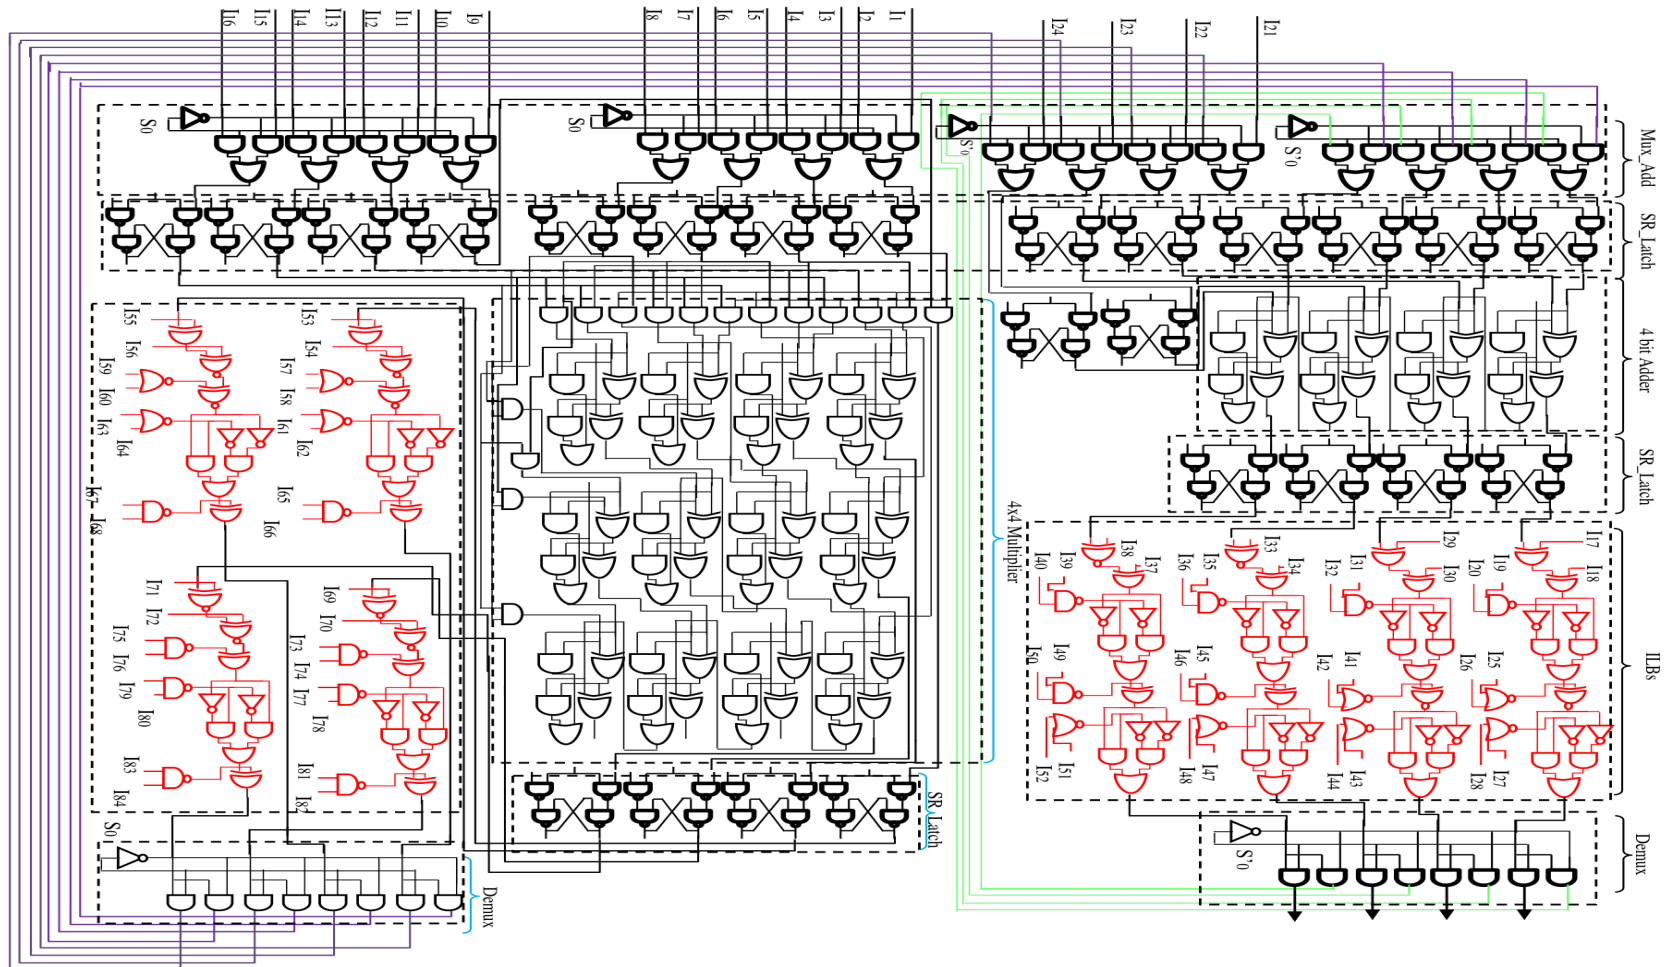 I16
I15
I14
I13
I12
I11
I10
I9
I8
I7
I6
I5
I4
I3
I2
I1
I24
I23
I22
I21
S0
S0
S'0
S'0
Mux_Add
SR_Latch
4 bit Adder
SR_Latch
4x4 Multiplier
ILBs
I55
I53
I56
I54
I59
I57
I60
I58
I63
I61
I64
I62
I67
I65
I68
I66
I71
I69
I72
I70
I75
I73
I76
I74
I79
I77
I80
I78
I83
I81
I84
I82
I40
I39
I38
I37
I36
I35
I33
I34
I32
I31
I29
I30
I20
I19
I17
I18
I50
I49
I46
I45
I42
I41
I26
I25
I52
I51
I48
I47
I44
I43
I28
I27
SR_Latch
S0
Demux
S'0
Demux